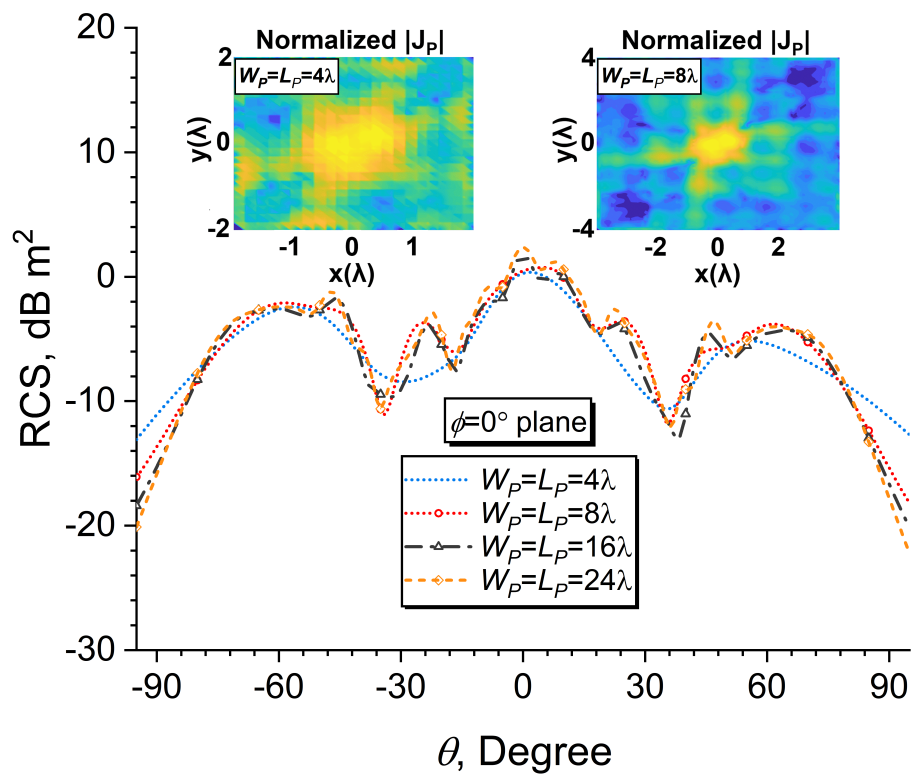 Normalized |J_P|
W_P=L_P=4λ
2
0
-2
y(λ)
-1
0
1
x(λ)
Normalized |J_P|
W_P=L_P=8λ
4
0
-4
y(λ)
-2
0
2
x(λ)
20
10
0
-10
-20
-30
RCS, dB m²
ϕ=0° plane
W_P=L_P=4λ
W_P=L_P=8λ
W_P=L_P=16λ
W_P=L_P=24λ
-90
-60
-30
0
30
60
90
θ, Degree